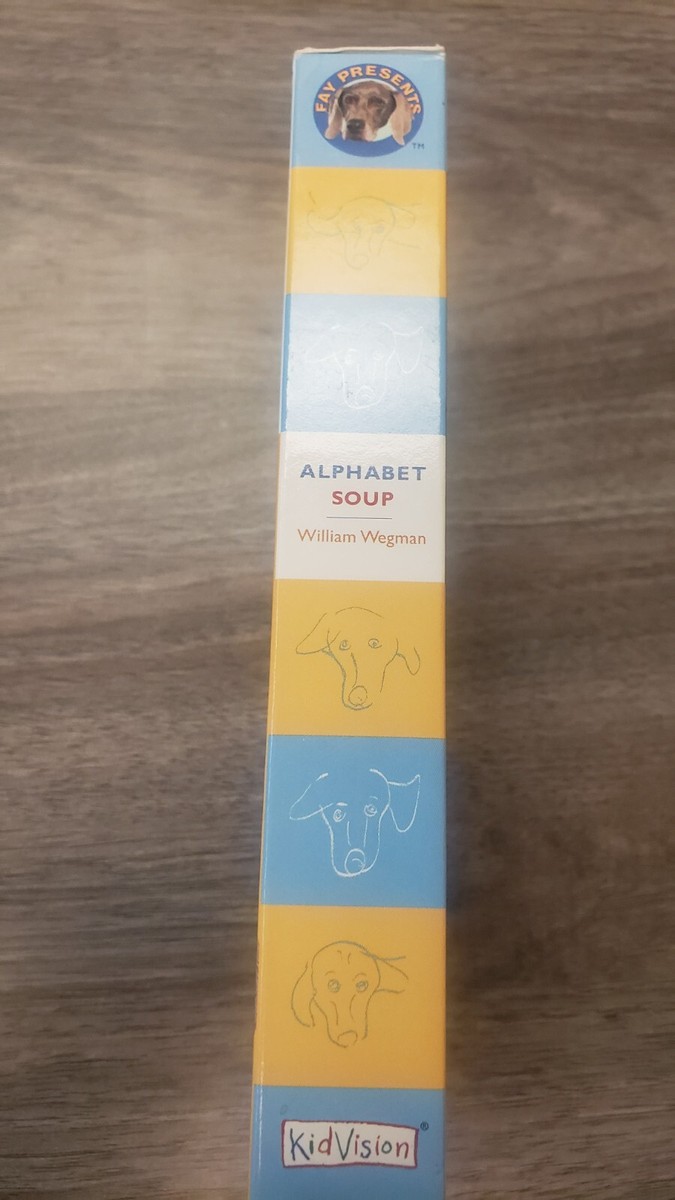 FAY PRESENTS
TM
ALPHABET
SOUP
William Wegman
KidVision
®